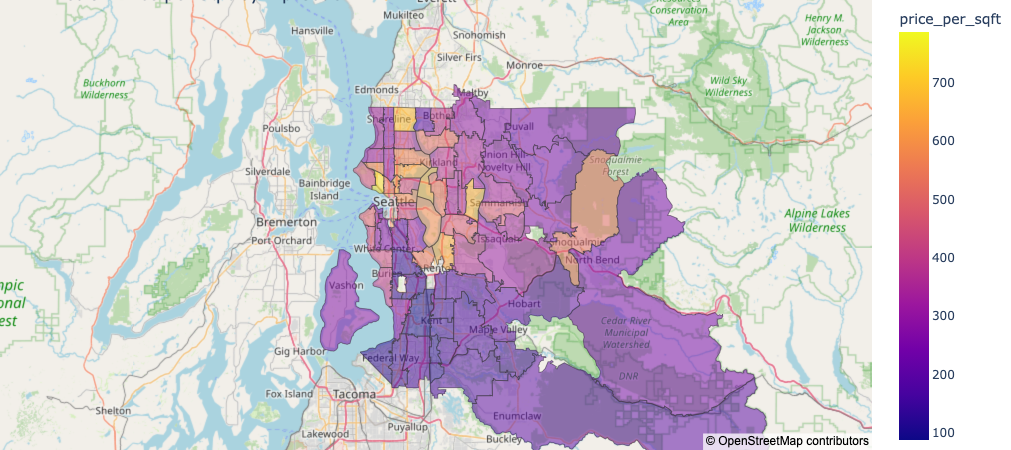 Everett
Mukilteo
Hansville
Snohomish
Resources
Conservation
Area
Henry M.
Jackson
Wilderness
Silver Firs
Monroe
Buckhorn
Wilderness
Edmonds
Maltby
Wild Sky
Wilderness
Poulsbo
Shoreline
Bothell
Duvall
Silverdale
Kirkland
Union Hill-
Novelty Hill
Snoqualmie
Forest
Bainbridge
Island
Seattle
Sammamish
Bremerton
Alpine Lakes
Wilderness
Port Orchard
White Center
Issaquah
Snoqualmie
North Bend
Burien
Renton
Vashon
Hobart
Kent
Maple Valley
Cedar River
Municipal
Watershed
Gig Harbor
Federal Way
DNR
Fox Island
Tacoma
Shelton
Enumclaw
Puyallup
Lakewood
Buckley
© OpenStreetMap contributors
price_per_sqft
700
600
500
400
300
200
100